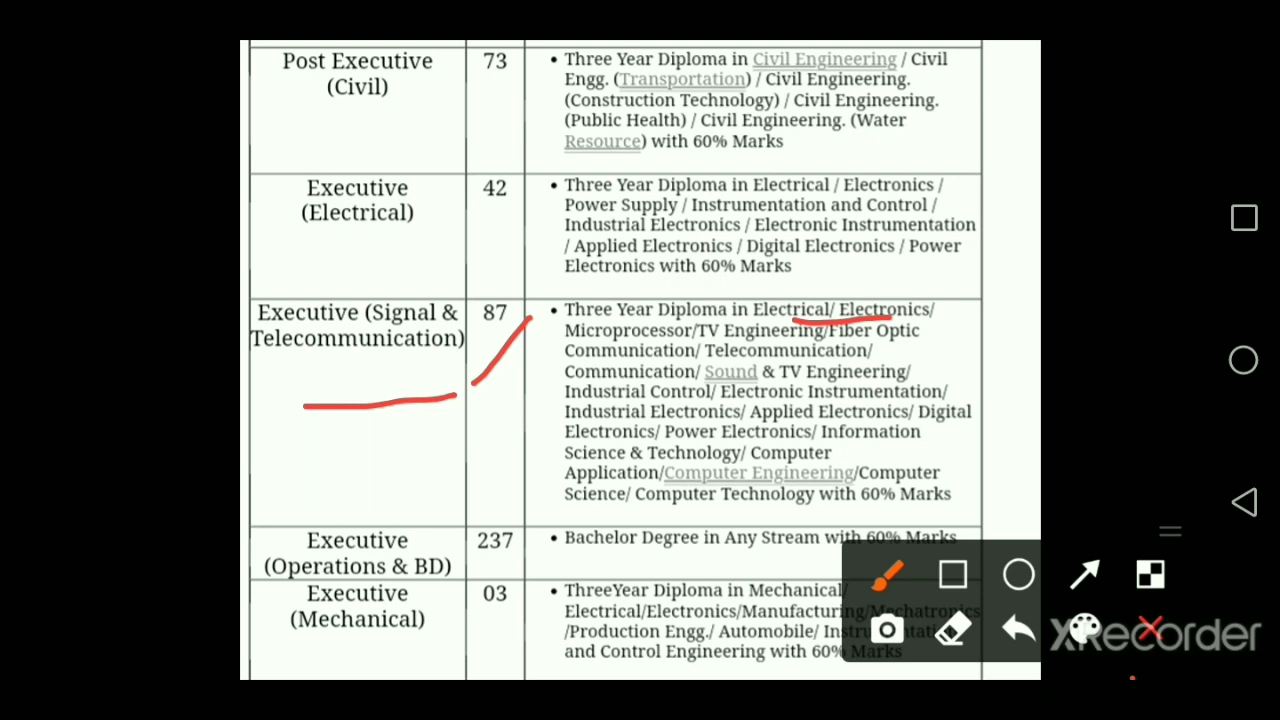 Post Executive
(Civil)
73
• Three Year Diploma in Civil Engineering / Civil
Engg. (Transportation) / Civil Engineering.
(Construction Technology) / Civil Engineering.
(Public Health) / Civil Engineering. (Water
Resource) with 60% Marks
Executive
(Electrical)
42
• Three Year Diploma in Electrical / Electronics /
Power Supply / Instrumentation and Control /
Industrial Electronics / Electronic Instrumentation
/ Applied Electronics / Digital Electronics / Power
Electronics with 60% Marks
Executive (Signal &
Telecommunication)
87
• Three Year Diploma in Electrical/ Electronics/
Microprocessor/TV Engineering/Fiber Optic
Communication/ Telecommunication/
Communication/ Sound & TV Engineering/
Industrial Control/ Electronic Instrumentation/
Industrial Electronics/ Applied Electronics/ Digital
Electronics/ Power Electronics/ Information
Science & Technology/ Computer
Application/Computer Engineering/Computer
Science/ Computer Technology with 60% Marks
Executive
(Operations & BD)
237
• Bachelor Degree in Any Stream with 60% Marks
Executive
(Mechanical)
03
• ThreeYear Diploma in Mechanical/
Electrical/Electronics/Manufacturing/Mechatronics
/Production Engg./ Automobile/ Instrumentation
and Control Engineering with 60% Marks
XRecorder